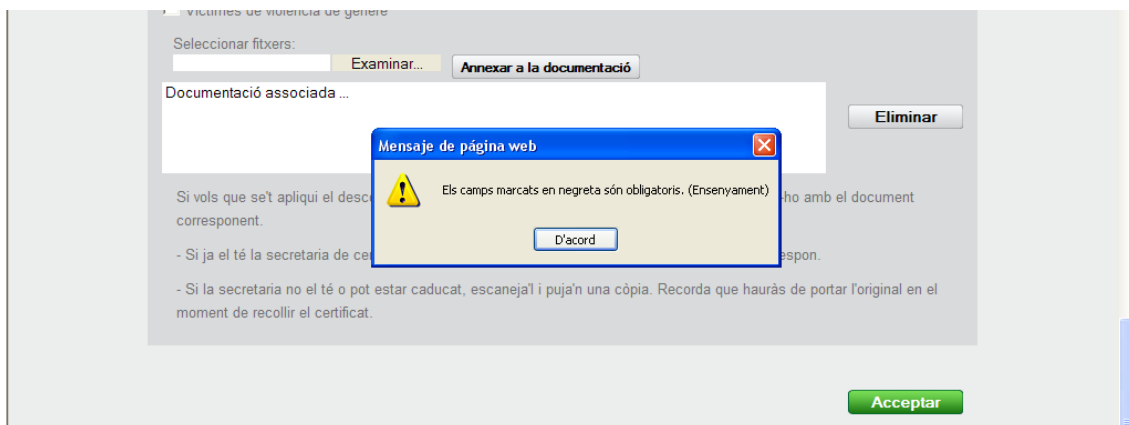 Víctimes de violència de gènere
Seleccionar fitxers:
Examinar...
Annexar a la documentació
Documentació associada ...
Eliminar
Mensaje de página web
Els camps marcats en negreta són obligatoris. (Ensenyament)
D'acord
Si vols que se't apliqui el desc
-ho amb el document
corresponent.
- Si ja el té la secretaria de ce
espon.
- Si la secretaria no el té o pot estar caducat, escaneja'l i puja'n una còpia. Recorda que hauràs de portar l'original en el
moment de recollir el certificat.
Acceptar